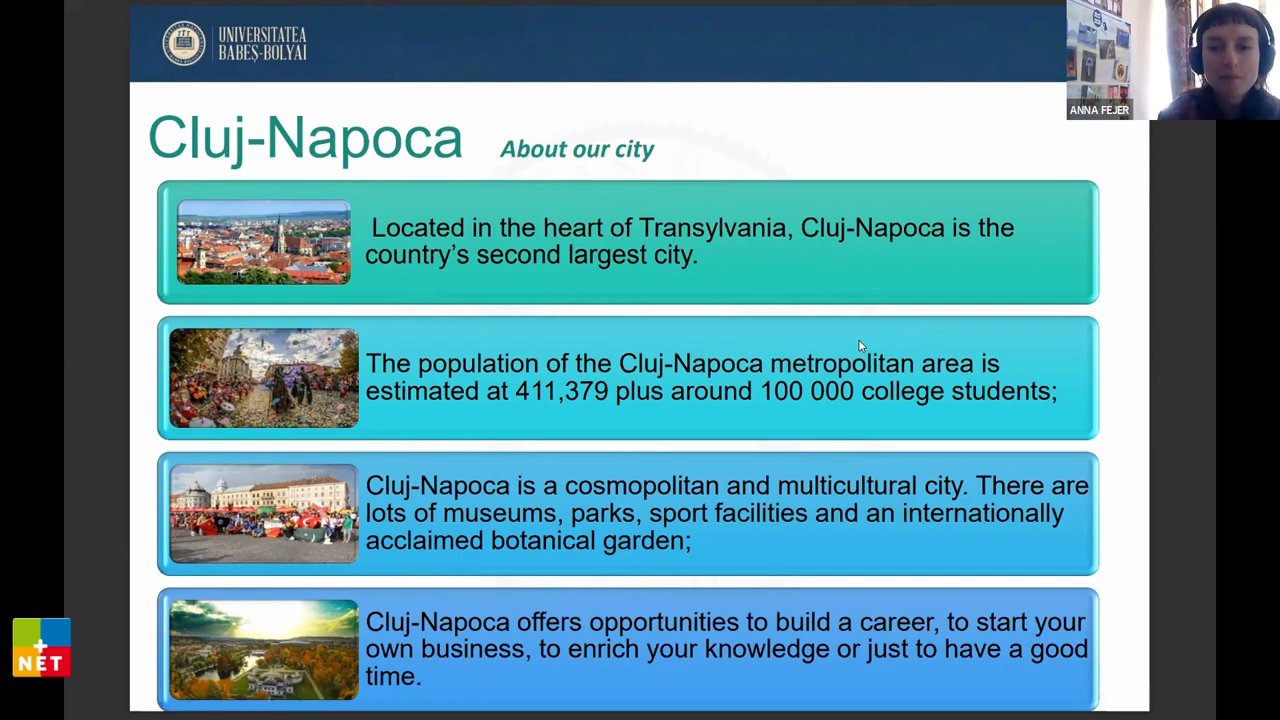 UNIVERSITATEA
BABEȘ-BOLYAI
ANNA FEJER
Cluj-Napoca About our city
Located in the heart of Transylvania, Cluj-Napoca is the
country’s second largest city.
The population of the Cluj-Napoca metropolitan area is
estimated at 411,379 plus around 100 000 college students;
Cluj-Napoca is a cosmopolitan and multicultural city. There are
lots of museums, parks, sport facilities and an internationally
acclaimed botanical garden;
Cluj-Napoca offers opportunities to build a career, to start your
own business, to enrich your knowledge or just to have a good
time.
+
NET